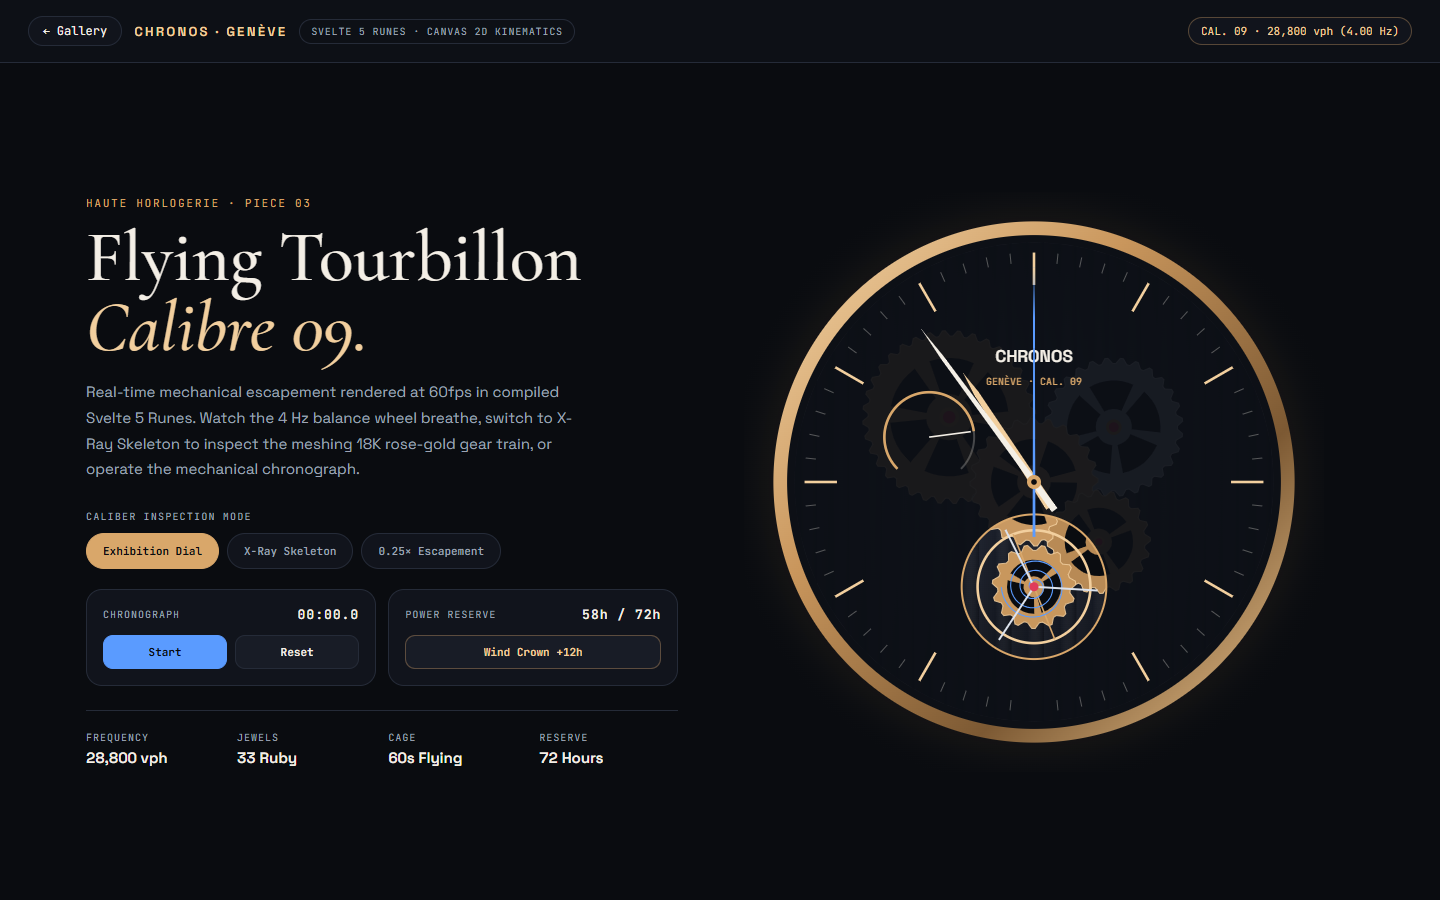 ← Gallery
CHRONOS · GENÈVE
SVELTE 5 RUNES · CANVAS 2D KINEMATICS
CAL. 09 · 28,800 vph (4.00 Hz)
HAUTE HORLOGERIE · PIECE 03
Flying Tourbillon
Calibre 09.
Real-time mechanical escapement rendered at 60fps in compiled
Svelte 5 Runes. Watch the 4 Hz balance wheel breathe, switch to X-
Ray Skeleton to inspect the meshing 18K rose-gold gear train, or
operate the mechanical chronograph.
CALIBER INSPECTION MODE
Exhibition Dial
X-Ray Skeleton
0.25× Escapement
CHRONOGRAPH
00:00.0
Start
Reset
POWER RESERVE
58h / 72h
Wind Crown +12h
FREQUENCY
28,800 vph
JEWELS
33 Ruby
CAGE
60s Flying
RESERVE
72 Hours
CHRONOS
GENÈVE · CAL. 09